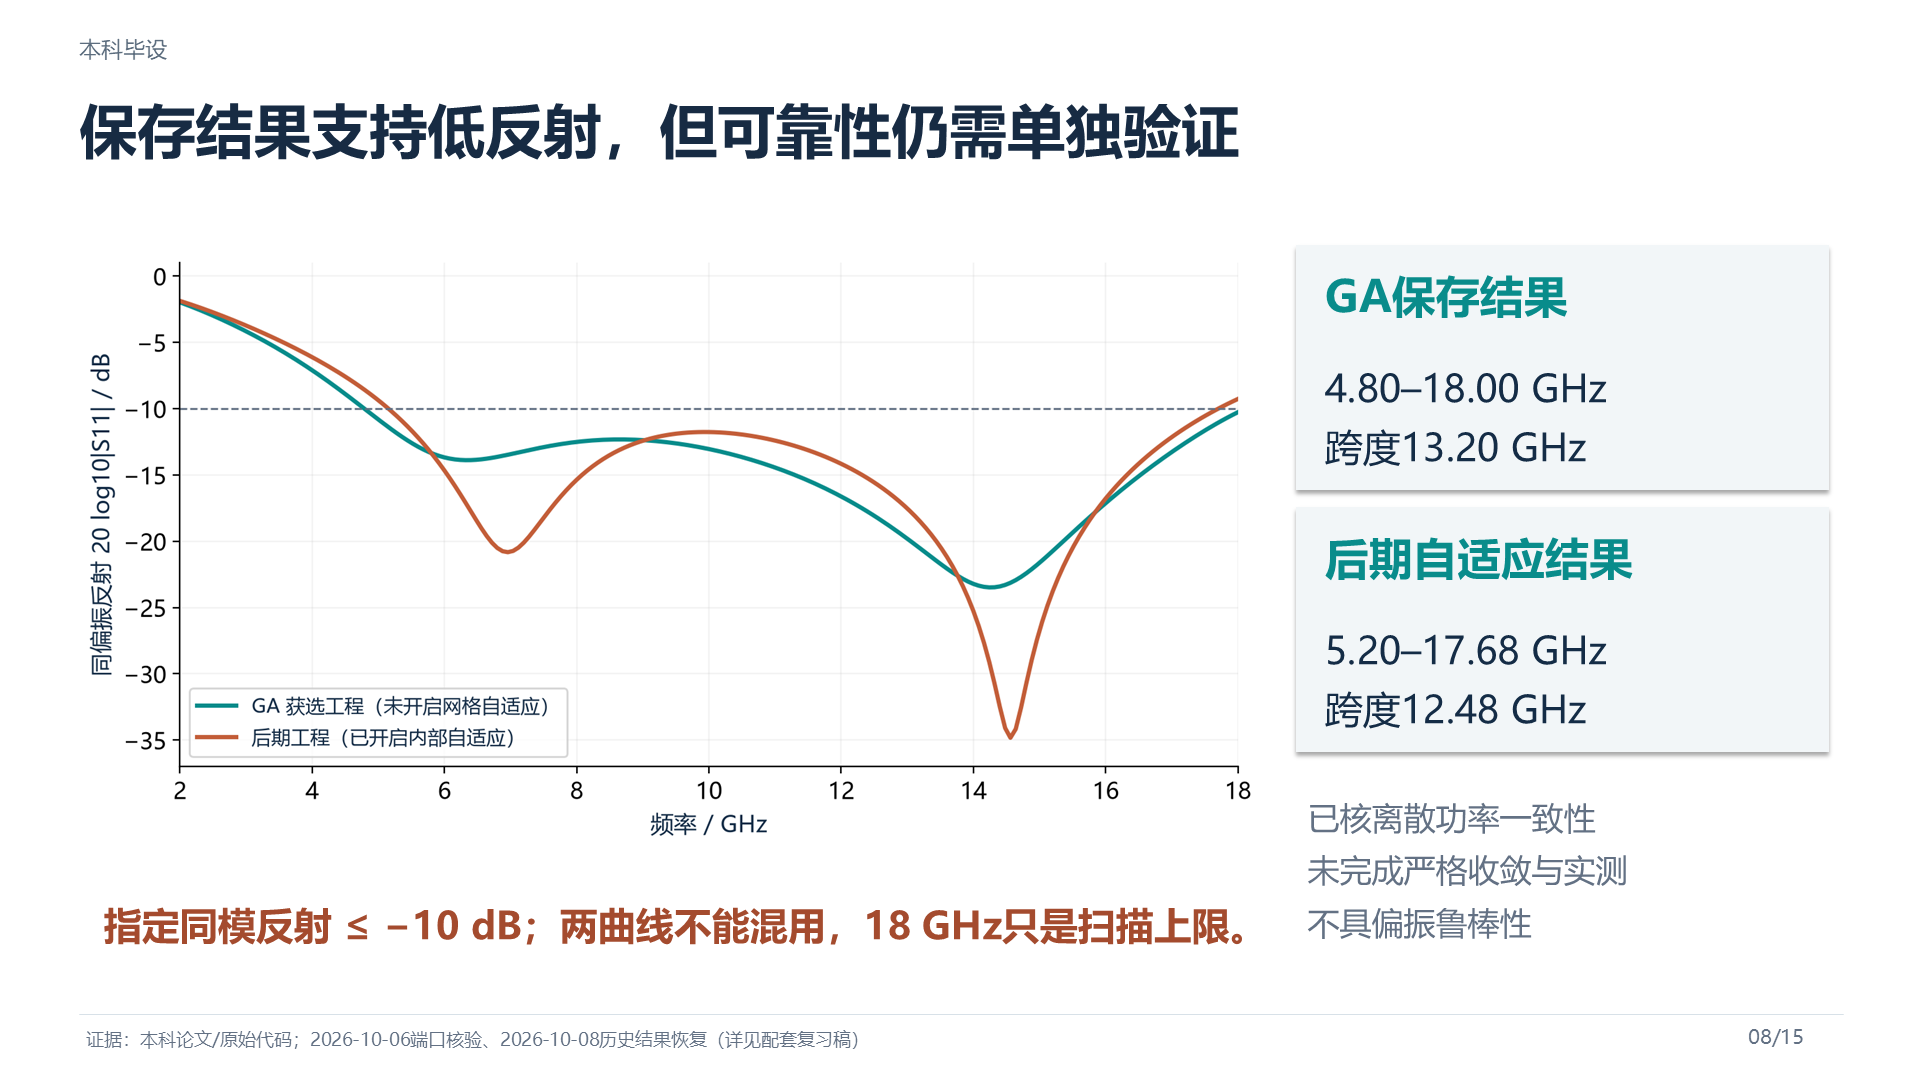 本科毕设
保存结果支持低反射，但可靠性仍需单独验证
0
−5
−10
−15
−20
−25
−30
−35
同偏振反射 20 log10|S11| / dB
GA 获选工程（未开启网格自适应）
后期工程（已开启内部自适应）
2 4 6 8 10 12 14 16 18
频率 / GHz
GA保存结果
4.80–18.00 GHz
跨度13.20 GHz
后期自适应结果
5.20–17.68 GHz
跨度12.48 GHz
已核离散功率一致性
未完成严格收敛与实测
不具偏振鲁棒性
指定同模反射 ≤ −10 dB；两曲线不能混用，18 GHz只是扫描上限。
证据：本科论文/原始代码；2026-10-06端口核验、2026-10-08历史结果恢复（详见配套复习稿）
08/15